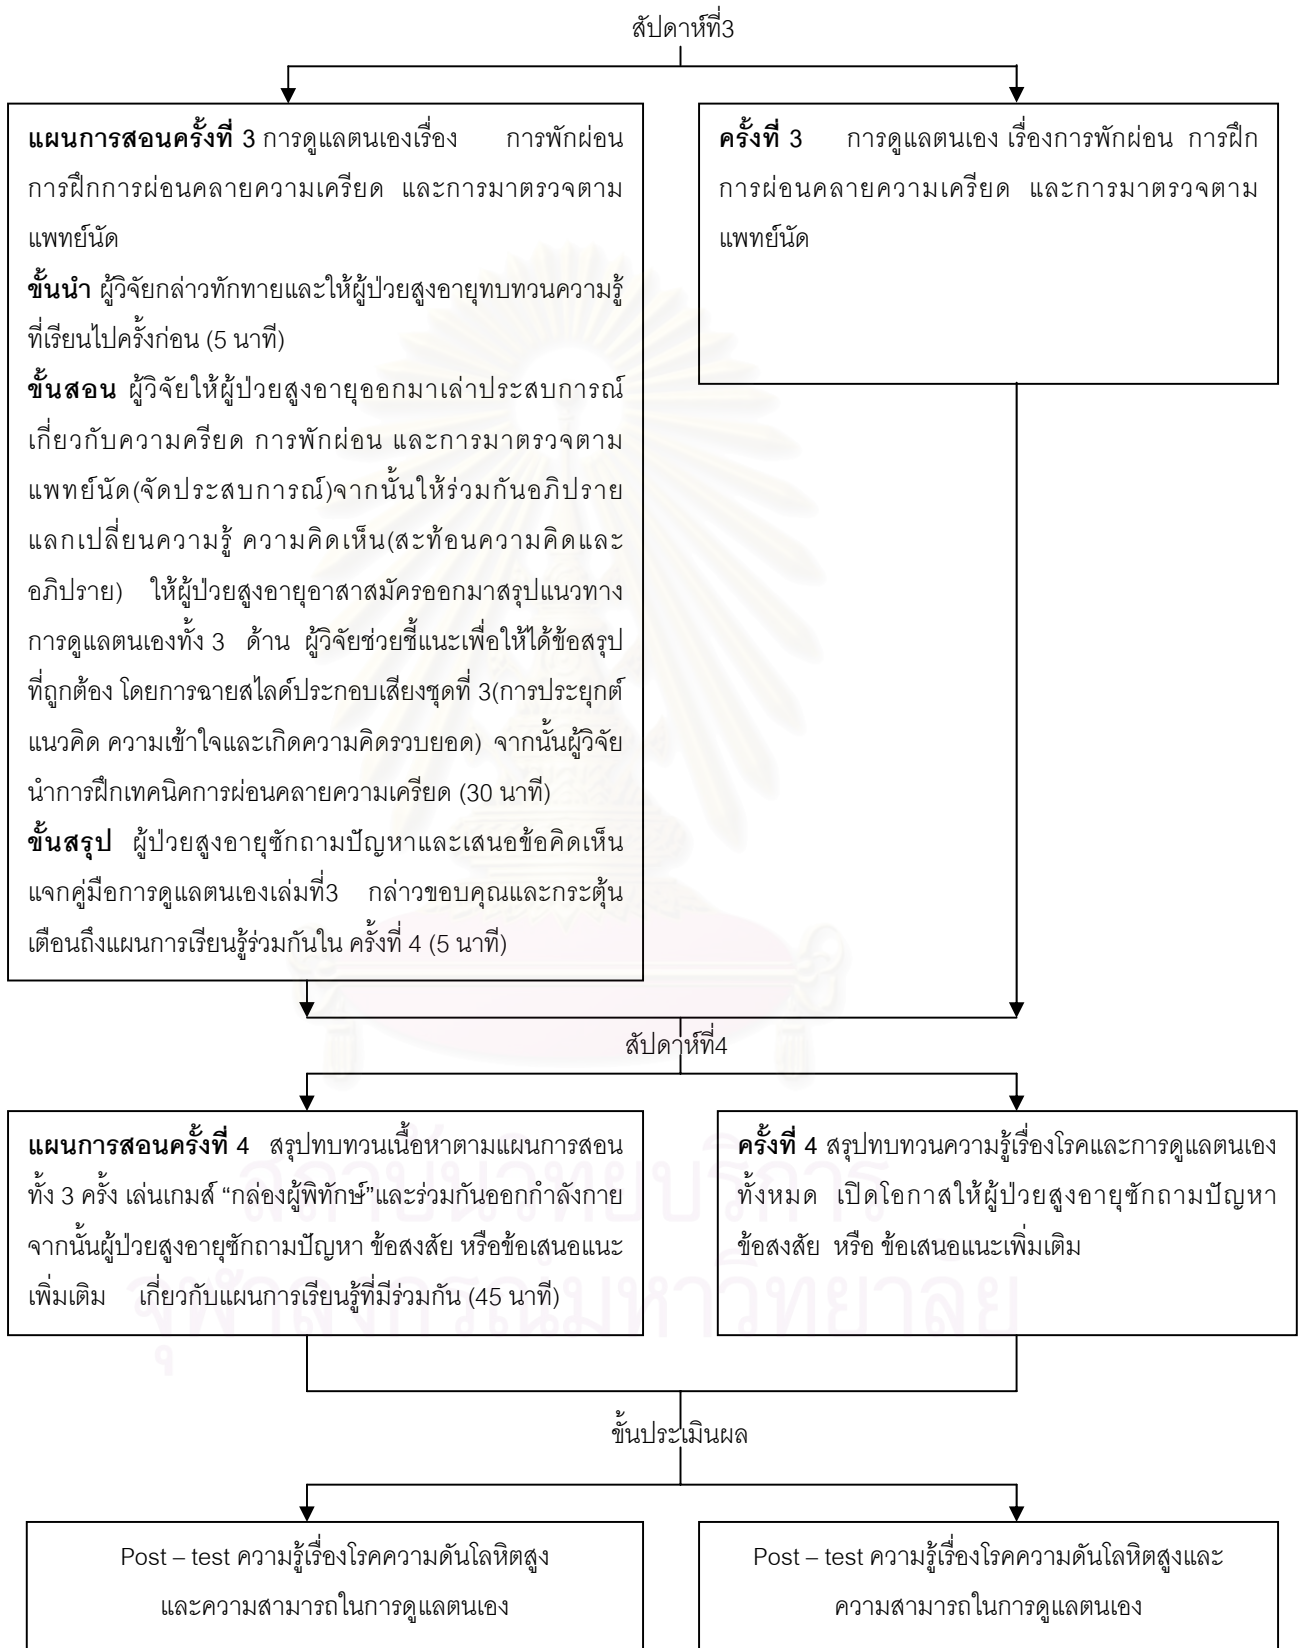 สัปดาห์ที่3
แผนการสอนครั้งที่ 3 การดูแลตนเองเรื่อง การพักผ่อน
การฝึกการผ่อนคลายความเครียด และการมาตรวจตาม
แพทย์นัด
ขั้นนำ ผู้วิจัยกล่าวทักทายและให้ผู้ป่วยสูงอายุทบทวนความรู้
ที่เรียนไปครั้งก่อน (5 นาที)
ขั้นสอน ผู้วิจัยให้ผู้ป่วยสูงอายุออกมาเล่าประสบการณ์
เกี่ยวกับความครียด การพักผ่อน และการมาตรวจตาม
แพทย์นัด(จัดประสบการณ์)จากนั้นให้ร่วมกันอภิปราย
แลกเปลี่ยนความรู้ ความคิดเห็น(สะท้อนความคิดและ
อภิปราย) ให้ผู้ป่วยสูงอายุอาสาสมัครออกมาสรุปแนวทาง
การดูแลตนเองทั้ง 3 ด้าน ผู้วิจัยช่วยชี้แนะเพื่อให้ได้ข้อสรุป
ที่ถูกต้อง โดยการฉายสไลด์ประกอบเสียงชุดที่ 3(การประยุกต์
แนวคิด ความเข้าใจและเกิดความคิดรวบยอด) จากนั้นผู้วิจัย
นำการฝึกเทคนิคการผ่อนคลายความเครียด (30 นาที)
ขั้นสรุป ผู้ป่วยสูงอายุซักถามปัญหาและเสนอข้อคิดเห็น
แจกคู่มือการดูแลตนเองเล่มที่3 กล่าวขอบคุณและกระตุ้น
เตือนถึงแผนการเรียนรู้ร่วมกันใน ครั้งที่ 4 (5 นาที)
ครั้งที่ 3 การดูแลตนเอง เรื่องการพักผ่อน การฝึก
การผ่อนคลายความเครียด และการมาตรวจตาม
แพทย์นัด
สัปดาห์ที่4
แผนการสอนครั้งที่ 4 สรุปทบทวนเนื้อหาตามแผนการสอน
ทั้ง 3 ครั้ง เล่นเกมส์ “กล่องผู้พิทักษ์”และร่วมกันออกกำลังกาย
จากนั้นผู้ป่วยสูงอายุซักถามปัญหา ข้อสงสัย หรือข้อเสนอแนะ
เพิ่มเติม เกี่ยวกับแผนการเรียนรู้ที่มีร่วมกัน (45 นาที)
ครั้งที่ 4 สรุปทบทวนความรู้เรื่องโรคและการดูแลตนเอง
ทั้งหมด เปิดโอกาสให้ผู้ป่วยสูงอายุซักถามปัญหา
ข้อสงสัย หรือ ข้อเสนอแนะเพิ่มเติม
สถาบันวิทยบริการ
จุฬาลงกรณ์มหาวิทยาลัย
ขั้นประเมินผล
Post – test ความรู้เรื่องโรคความดันโลหิตสูง
และความสามารถในการดูแลตนเอง
Post – test ความรู้เรื่องโรคความดันโลหิตสูงและ
ความสามารถในการดูแลตนเอง